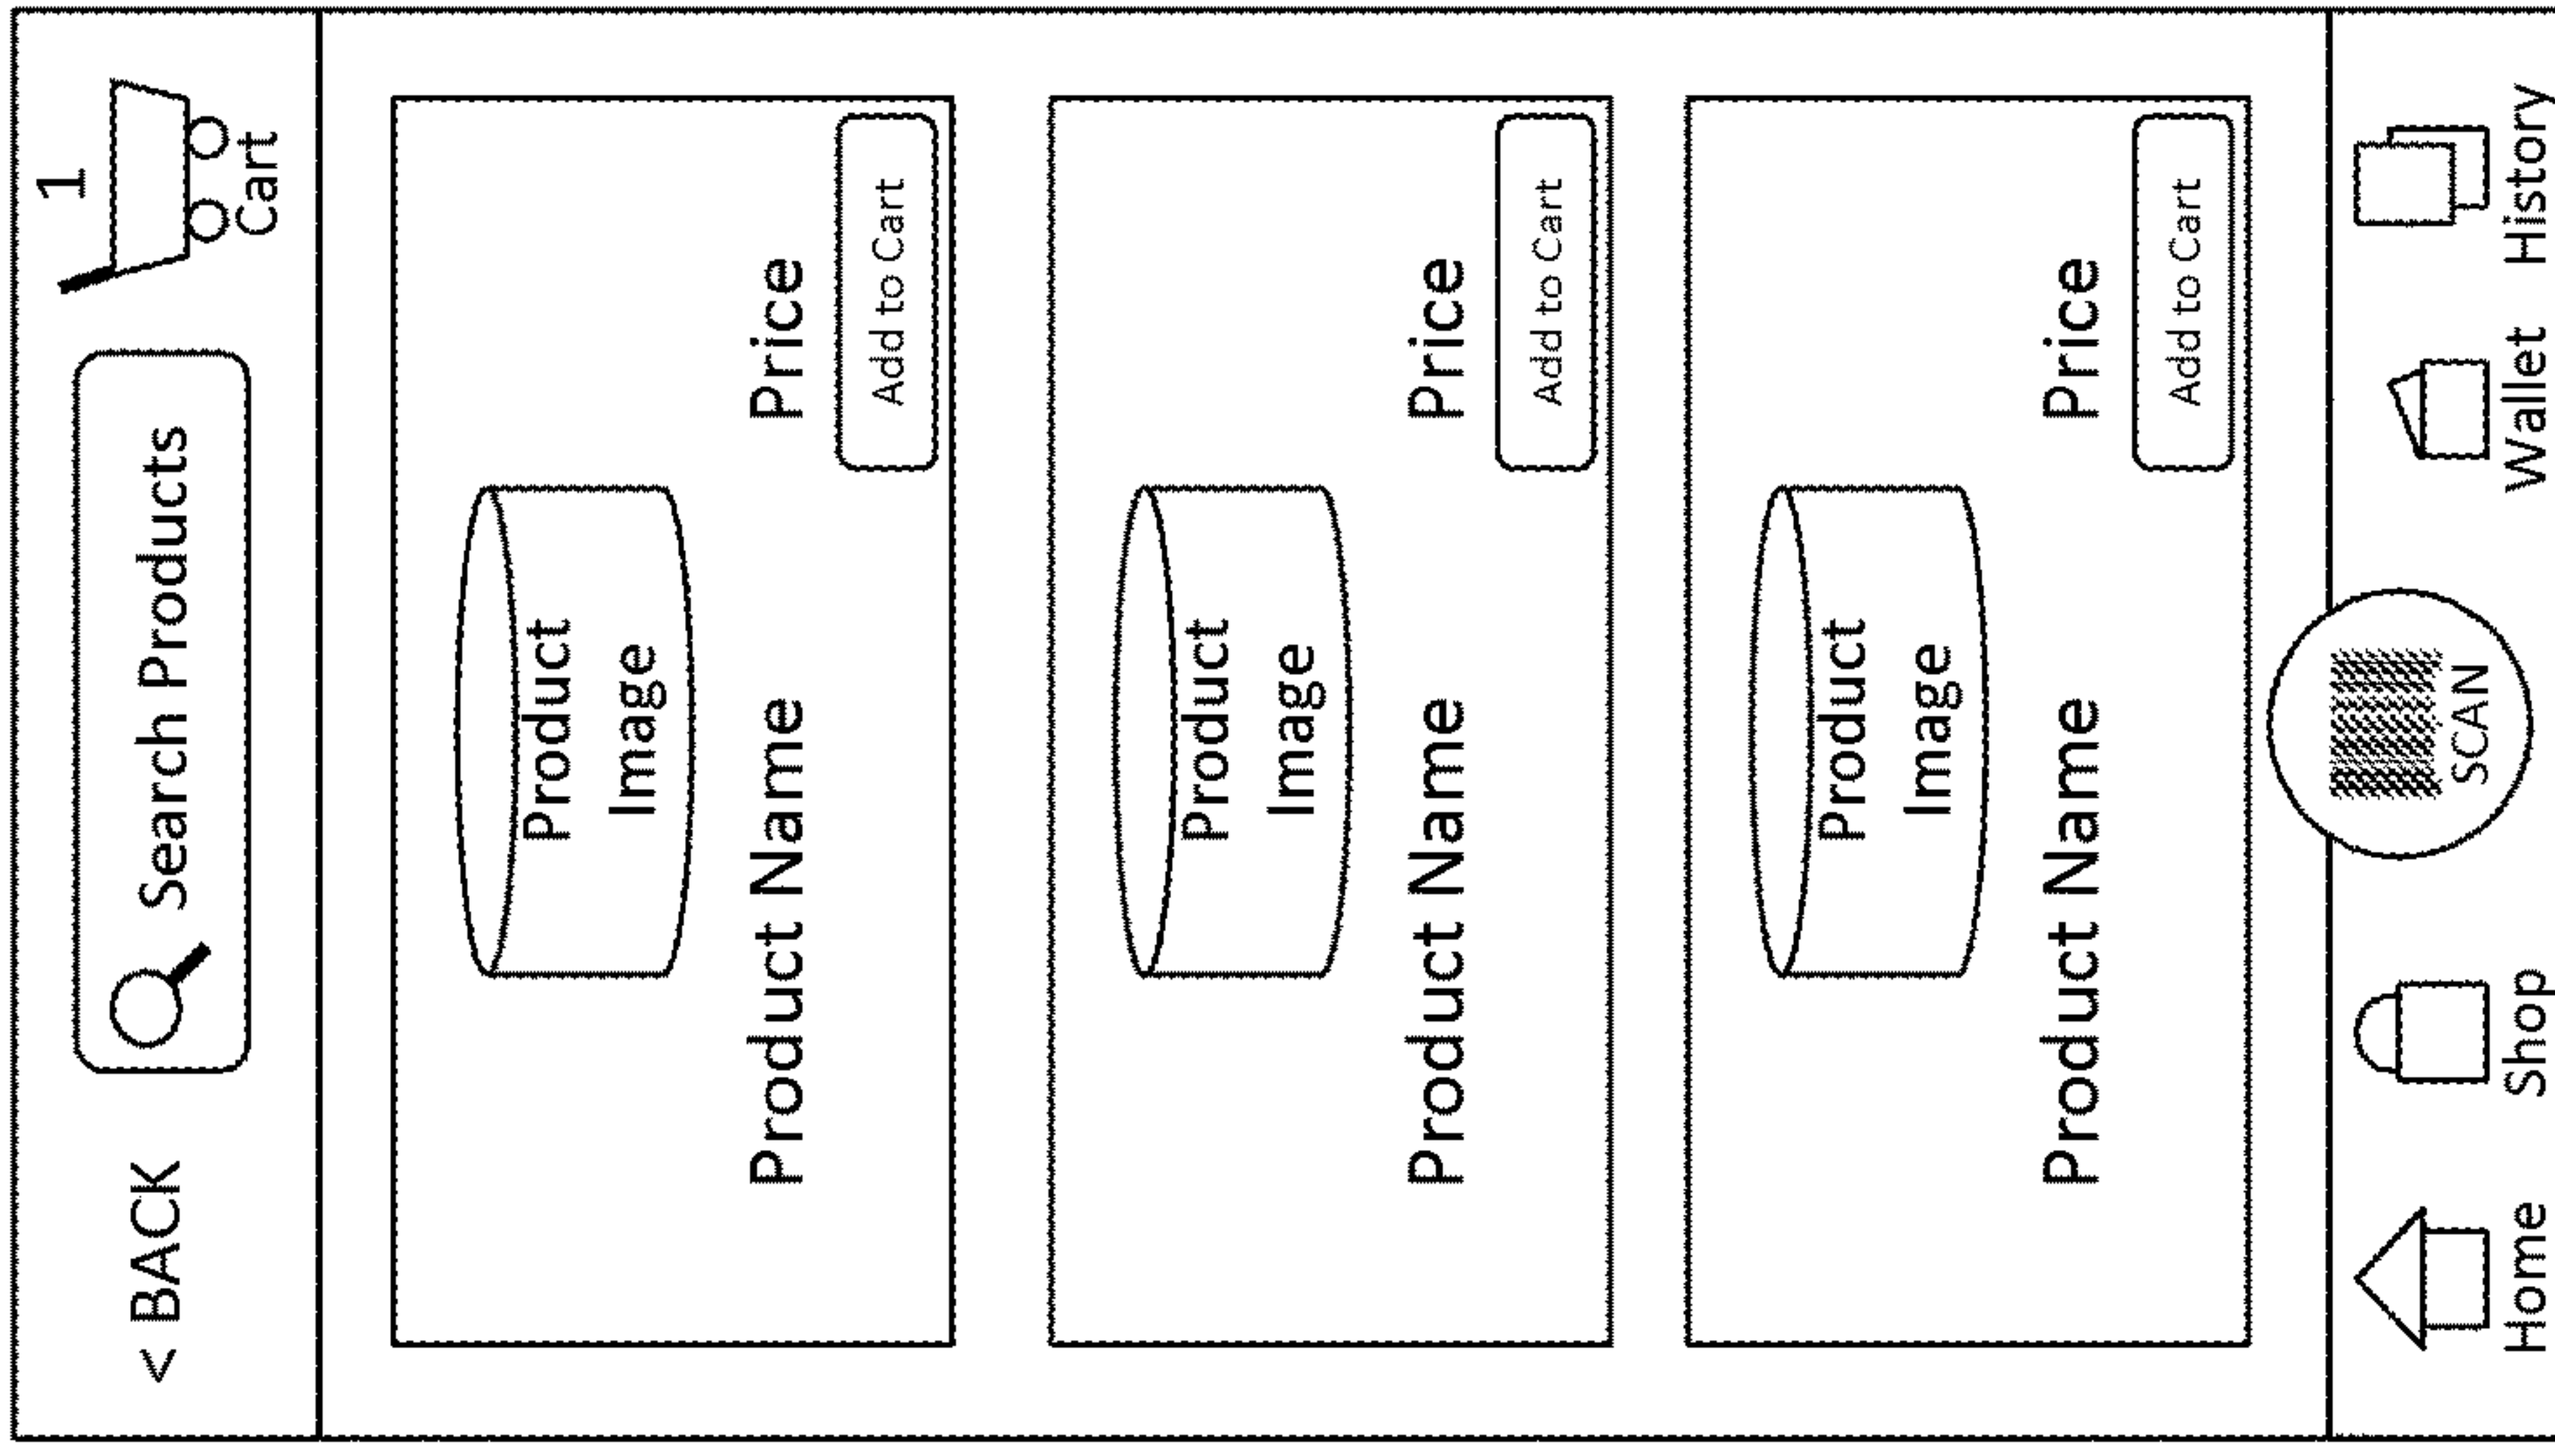 1
< BACK
Search Products
Cart
Product
Image
Product Name
Price
Add to Cart
Product
Image
Product Name
Price
Add to Cart
Product
Image
Product Name
Price
Add to Cart
SCAN
Home
Shop
Wallet
History